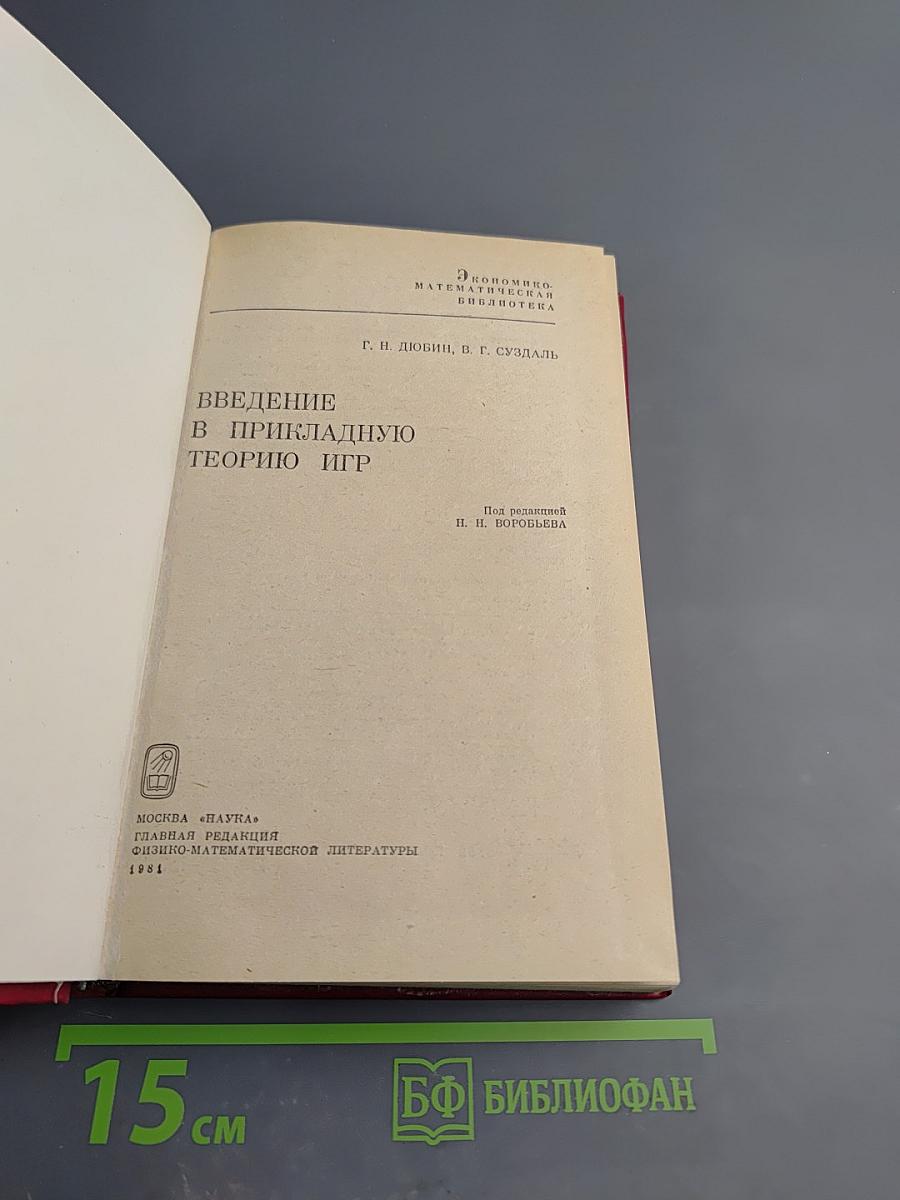 Экономико-
математическая
библиотека
Г. Н. ДЮБИН, В. Г. СУЗДАЛЬ
ВВЕДЕНИЕ
В ПРИКЛАДНУЮ
ТЕОРИЮ ИГР
Под редакцией
Н. Н. ВОРОБЬЕВА
МОСКВА «НАУКА»
ГЛАВНАЯ РЕДАКЦИЯ
ФИЗИКО-МАТЕМАТИЧЕСКОЙ ЛИТЕРАТУРЫ
1981
15 см
БФ БИБЛИОФАН